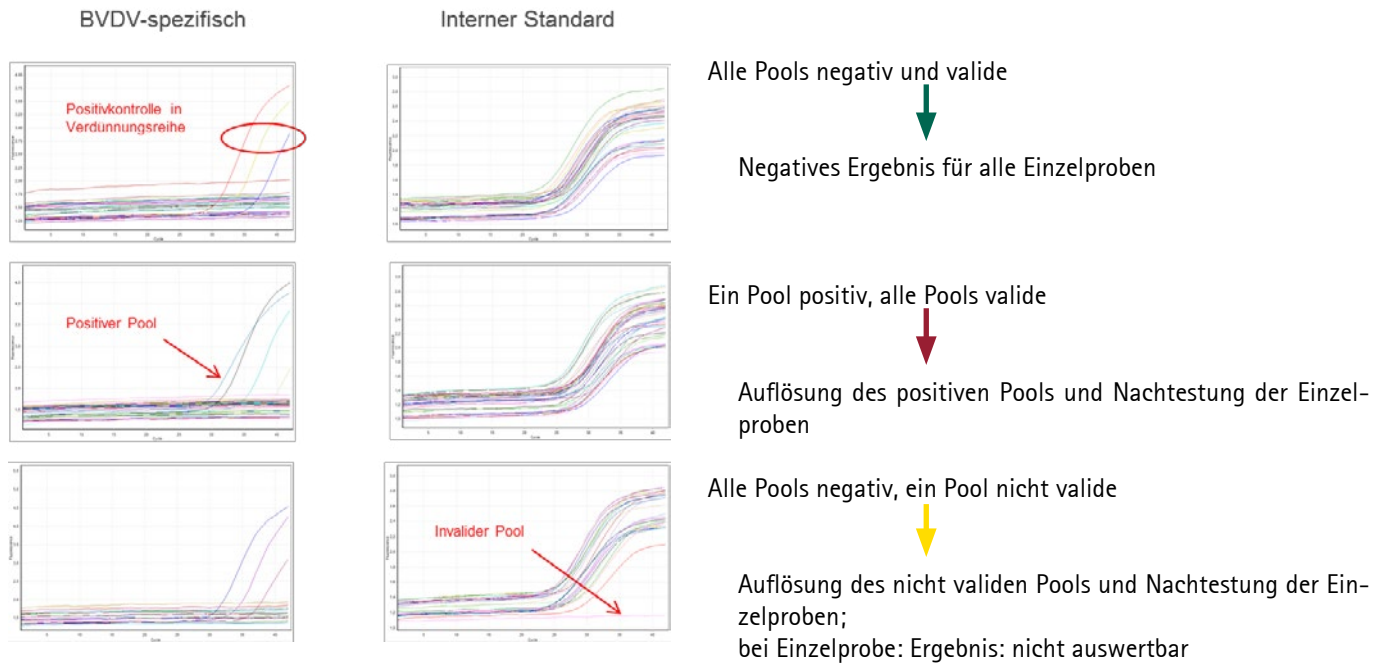 BVDV-spezifisch
Interner Standard
Positivkontrolle in
Verdünnungsreihe
Alle Pools negativ und valide
Negatives Ergebnis für alle Einzelproben
Positiver Pool
Ein Pool positiv, alle Pools valide
Auflösung des positiven Pools und Nachtestung der Einzel-
proben
Invalider Pool
Alle Pools negativ, ein Pool nicht valide
Auflösung des nicht validen Pools und Nachtestung der Ein-
zelproben;
bei Einzelprobe: Ergebnis: nicht auswertbar